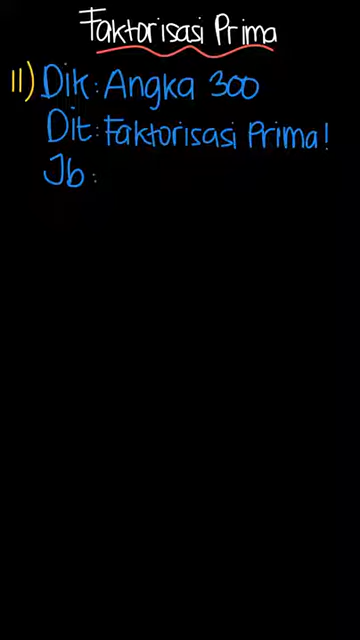 Faktorisasi Prima
11) Dik : Angka 300
Dit : Faktorisasi Prima!
Jb :